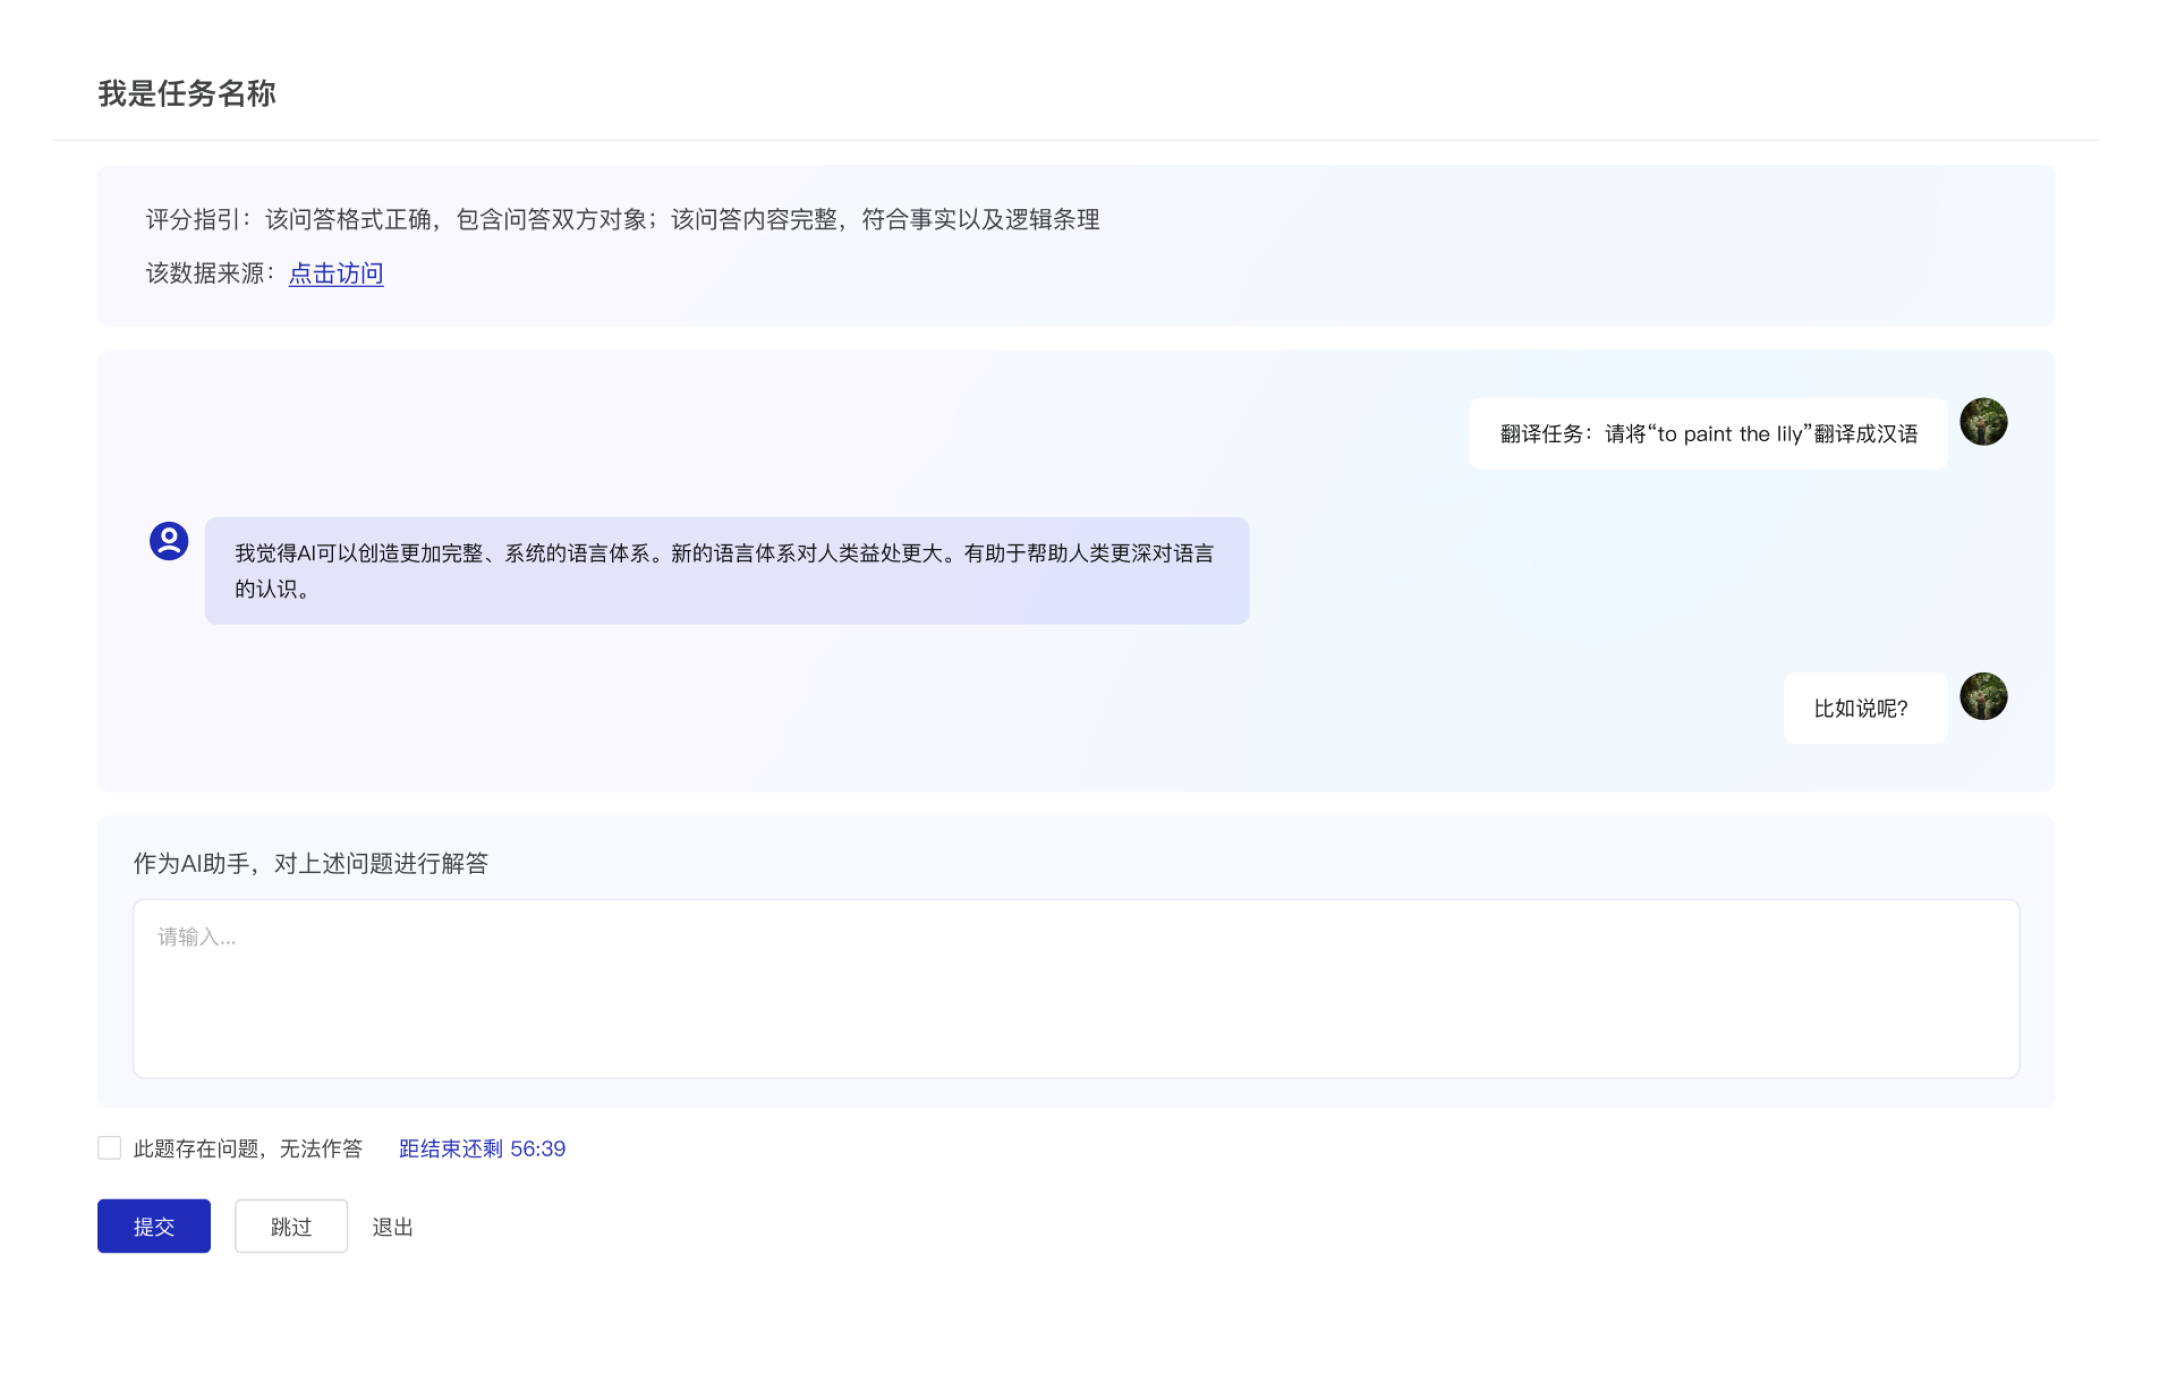 我是任务名称
评分指引：该问答格式正确，包含问答双方对象；该问答内容完整，符合事实以及逻辑条理
该数据来源：点击访问
翻译任务：请将“to paint the lily”翻译成汉语
我觉得AI可以创造更加完整、系统的语言体系。新的语言体系对人类益处更大。有助于帮助人类更深对语言
的认识。
比如说呢?
作为AI助手，对上述问题进行解答
请输入...
此题存在问题，无法作答 距结束还剩 56:39
提交 跳过 退出